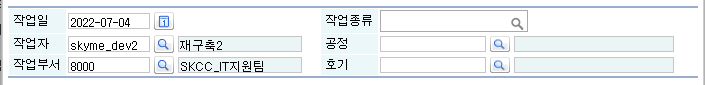 작업일 2022-07-04 작업종류
작업자 skyme_dev2 재구축2 공정
작업부서 8000 SKCC_IT지원팀 호기